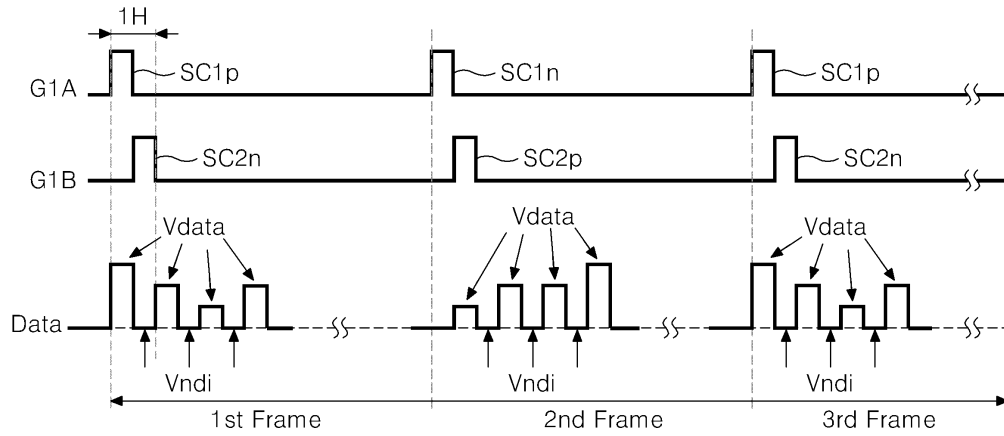 1H
G1A SC1p SC1n SC1p
G1B SC2n SC2p SC2n
Vdata Vdata Vdata
Data
Vndi Vndi Vndi
1st Frame 2nd Frame 3rd Frame